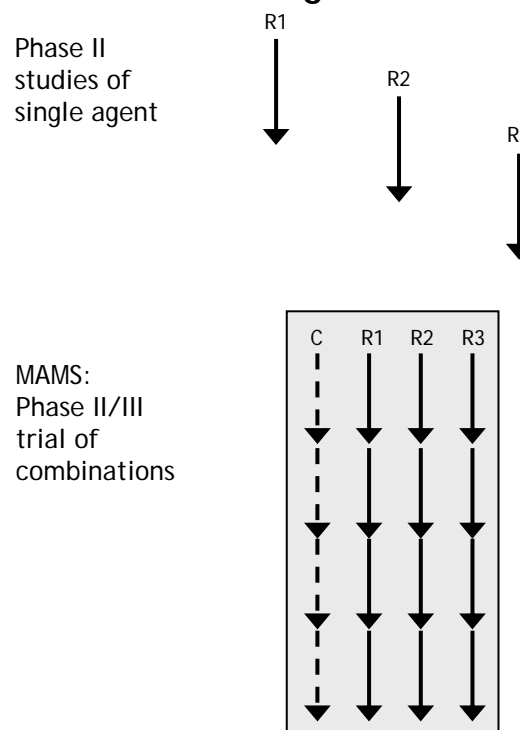 R1
Phase II
studies of
single agent
R2
R
C R1 R2 R3
MAMS:
Phase II/III
trial of
combinations